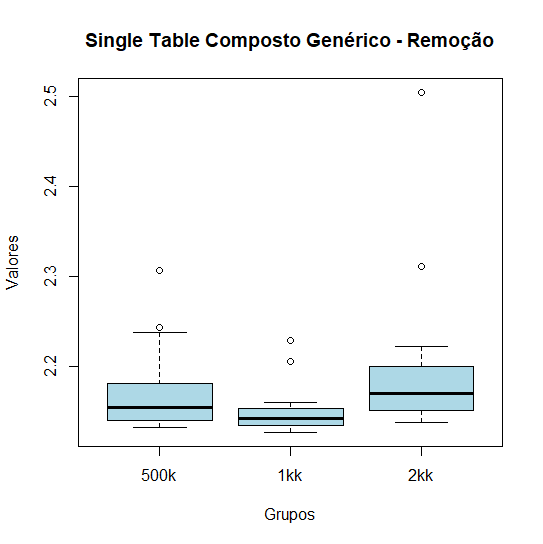 Single Table Composto Genérico - Remoção
2.5
2.4
2.3
2.2
Valores
500k 1kk 2kk
Grupos